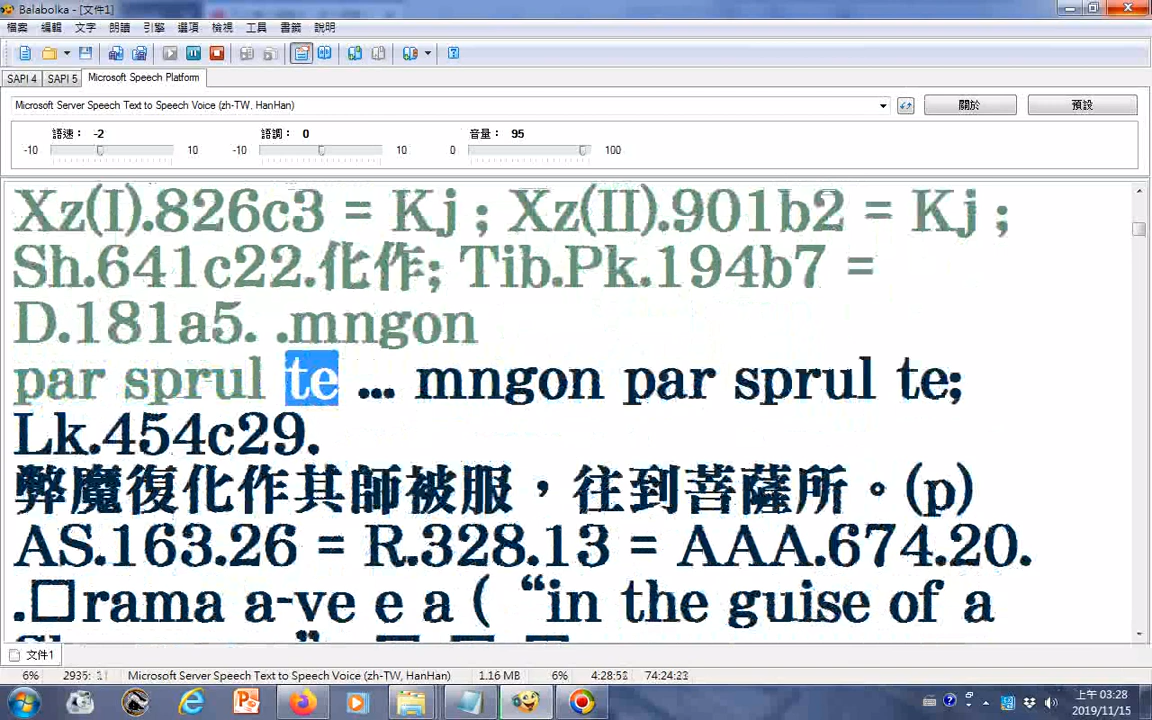 Balabolka - [文件1]
檔案 編輯 文字 朗讀 引擎 選項 檢視 工具 書籤 說明
SAPI 4 SAPI 5 Microsoft Speech Platform
Microsoft Server Speech Text to Speech Voice (zh-TW, HanHan) 關於 預設
語速： -2 語調： 0 音量： 95
-10 10 -10 10 0 100
Xz(I).826c3 = Kj ; Xz(II).901b2 = Kj ;
Sh.641c22.化作; Tib.Pk.194b7 =
D.181a5. .mngon
par sprul te ... mngon par sprul te;
Lk.454c29.
弊魔復化作其師被服，往到菩薩所。(p)
AS.163.26 = R.328.13 = AAA.674.20.
.□rama a-ve e a ( “in the guise of a
文件1
6% 2935: Microsoft Server Speech Text to Speech Voice (zh-TW, HanHan) 1.16 MB 6% 74:24:22
上午 03:28
2019/11/15